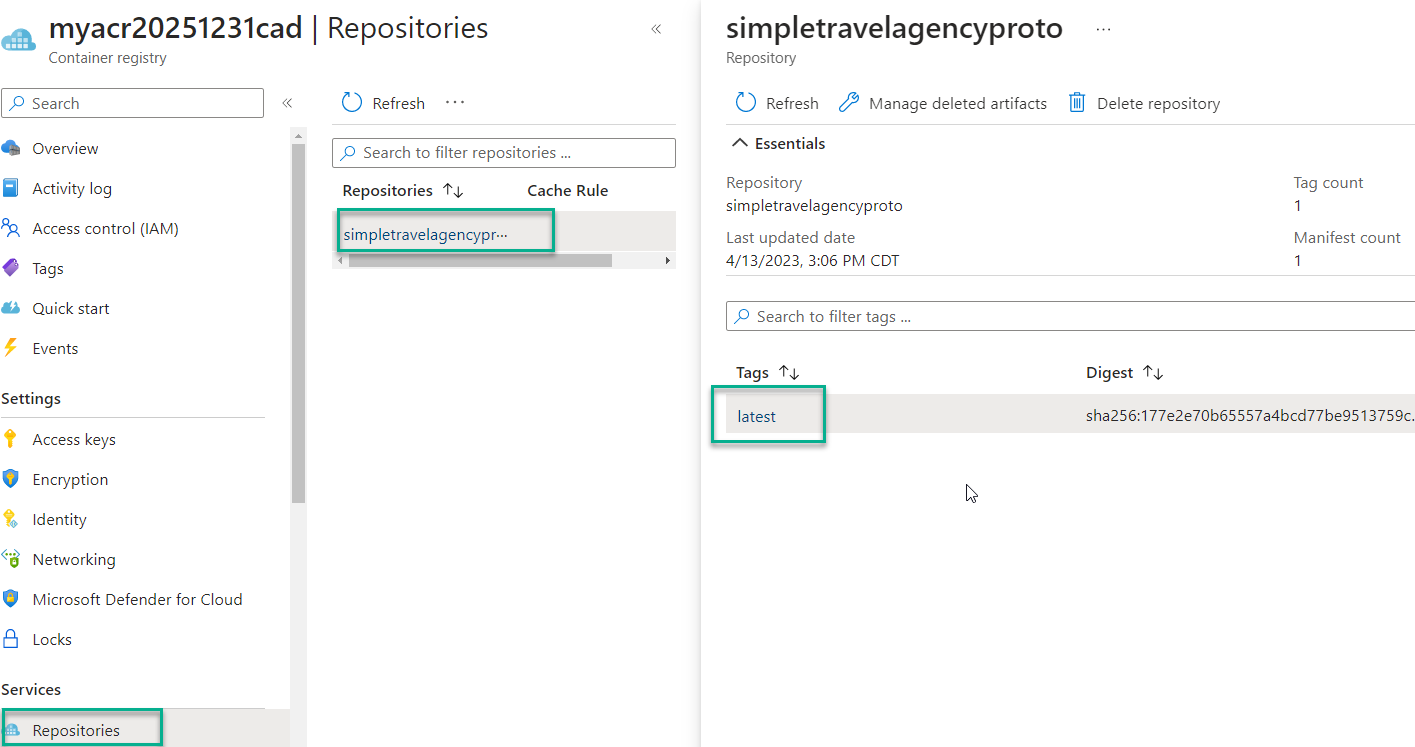 myacr20251231cad | Repositories
Container registry
«
Search
«
Overview
Activity log
Access control (IAM)
Tags
Quick start
Events
Settings
Access keys
Encryption
Identity
Networking
Microsoft Defender for Cloud
Locks
Services
Repositories
Refresh ...
Search to filter repositories ...
Repositories ↑↓ Cache Rule
simpletravelagencypr...
simpletravelagencyproto ...
Repository
Refresh Manage deleted artifacts Delete repository
Essentials
Repository Tag count
simpletravelagencyproto 1
Last updated date Manifest count
4/13/2023, 3:06 PM CDT 1
Search to filter tags ...
Tags ↑↓ Digest ↑↓
latest sha256:177e2e70b65557a4bcd77be9513759c.